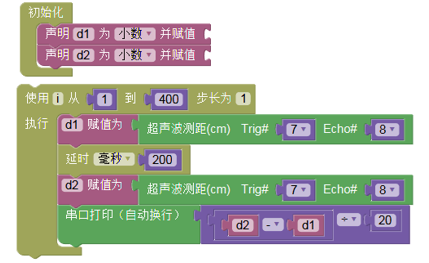 初始化
声明 d1 为 小数 并赋值
声明 d2 为 小数 并赋值
使用 i 从 1 到 400 步长为 1
执行 d1 赋值为 超声波测距(cm) Trig# 7 Echo# 8
延时 毫秒 200
d2 赋值为 超声波测距(cm) Trig# 7 Echo# 8
串口打印（自动换行） d2 - d1 ÷ 20